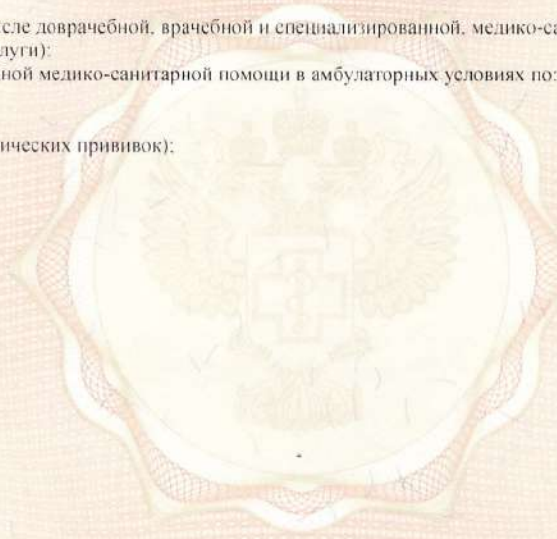 сле доврачебной, врачебной и специализированной, медико-са
луги):
ной медико-санитарной помощи в амбулаторных условиях по:
ических прививок);